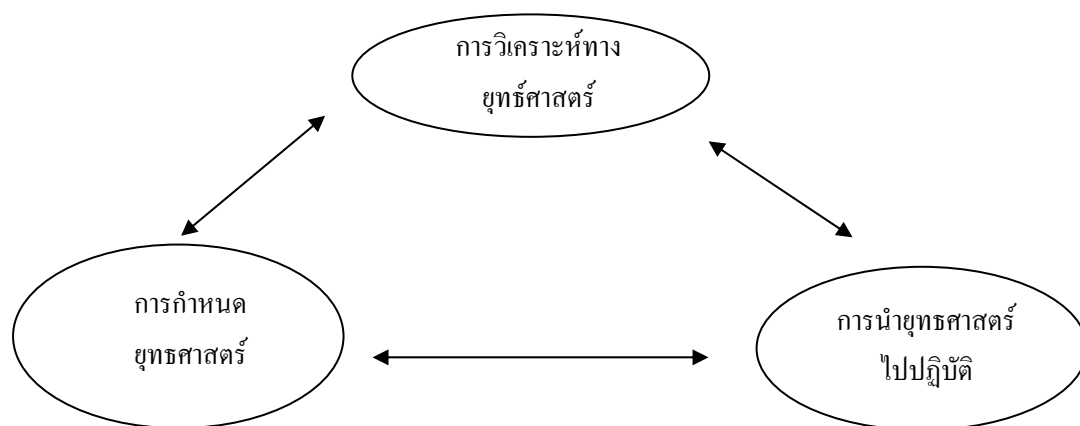 การวิเคราะห์ทาง
ยุทธ์ศาสตร์
การกำหนด
ยุทธศาสตร์
การนำยุทธศาสตร์
ไปปฏิบัติ